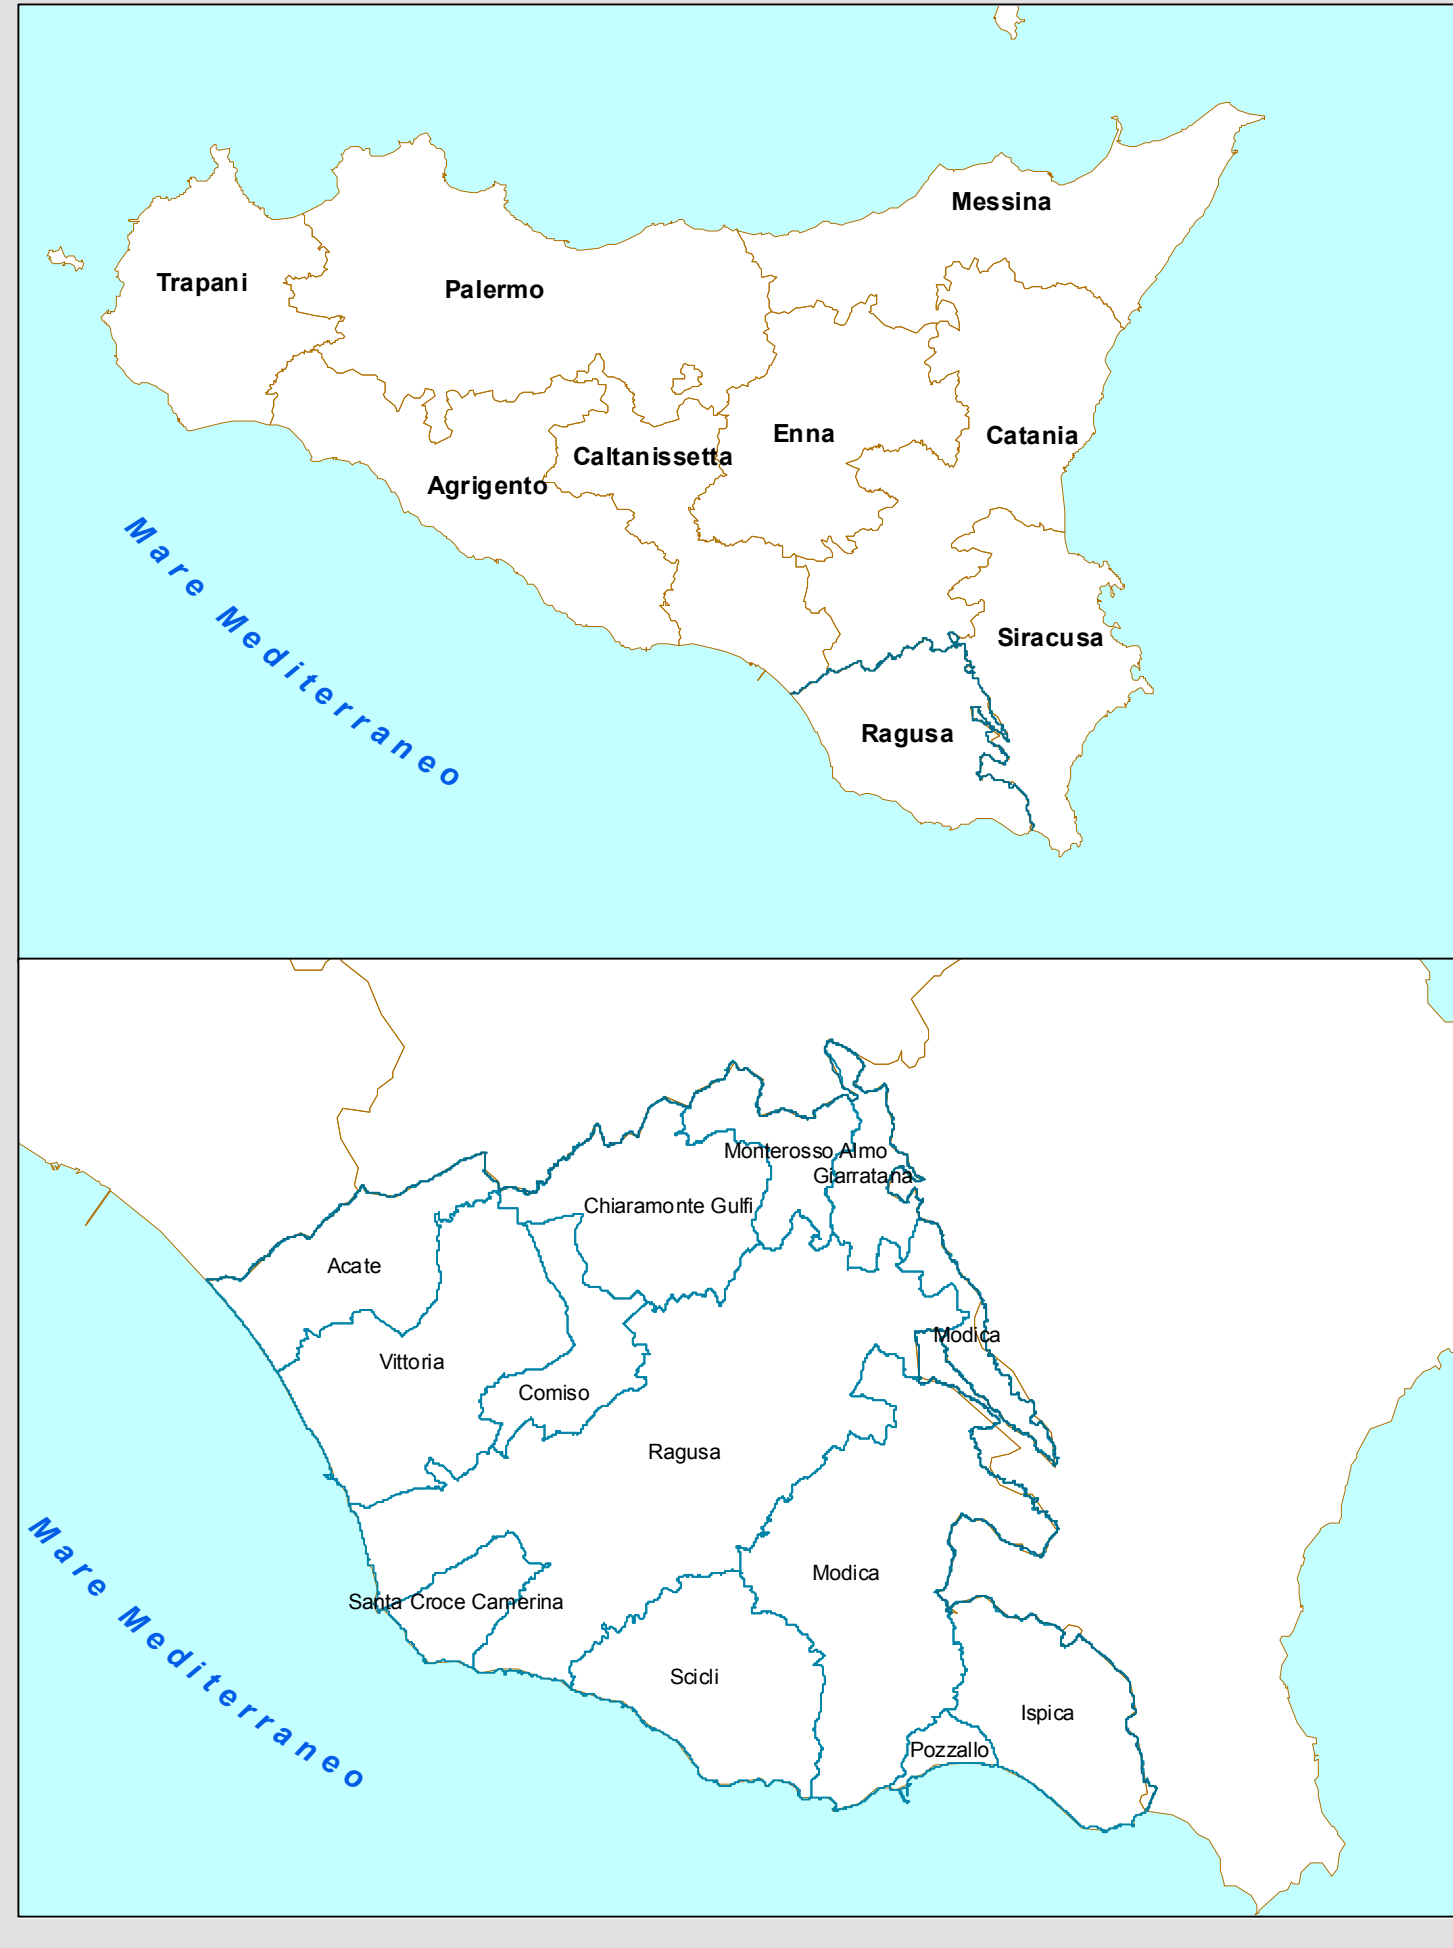 Messina
Trapani
Palermo
Enna
Catania
Caltanissetta
Agrigento
Mare Mediterraneo
Siracusa
Ragusa
Monterosso Almo
Giarratana
Chiaramonte Gulfi
Acate
Modica
Vittoria
Comiso
Ragusa
Mare Mediterraneo
Modica
Santa Croce Camerina
Scicli
Ispica
Pozzallo